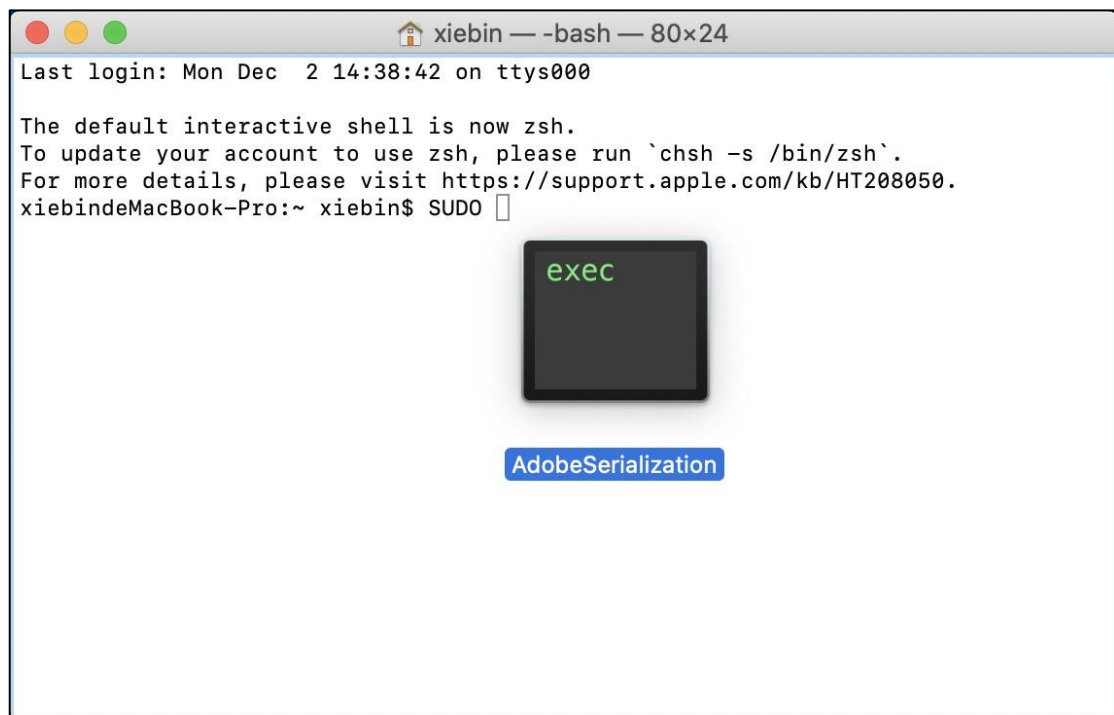 xiebin — -bash — 80×24
Last login: Mon Dec  2 14:38:42 on ttys000
The default interactive shell is now zsh.
To update your account to use zsh, please run `chsh -s /bin/zsh`.
For more details, please visit https://support.apple.com/kb/HT208050.
xiebindeMacBook-Pro:~ xiebin$ SUDO
exec
AdobeSerialization